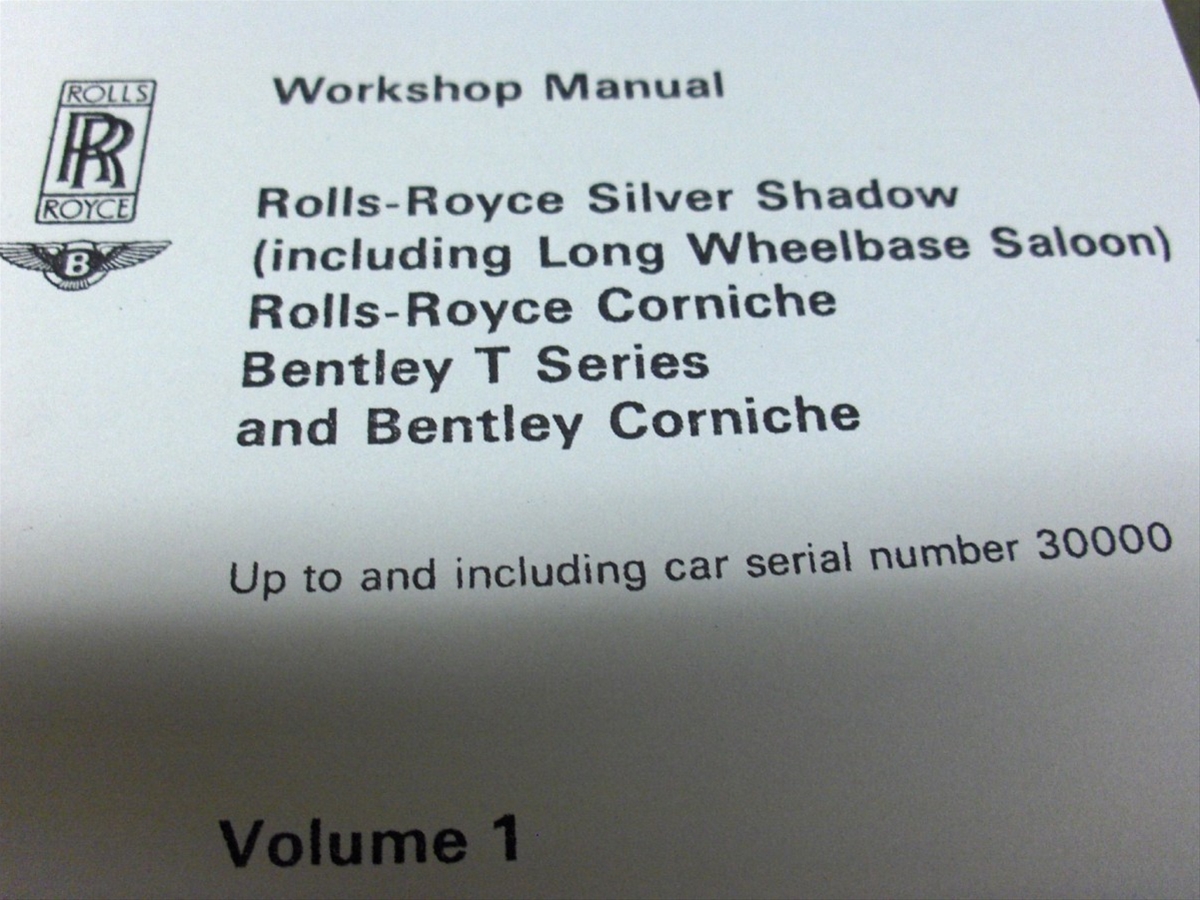 ROLLS
RR
ROYCE
B
Workshop Manual
Rolls-Royce Silver Shadow
(including Long Wheelbase Saloon)
Rolls-Royce Corniche
Bentley T Series
and Bentley Corniche
Up to and including car serial number 30000
Volume 1